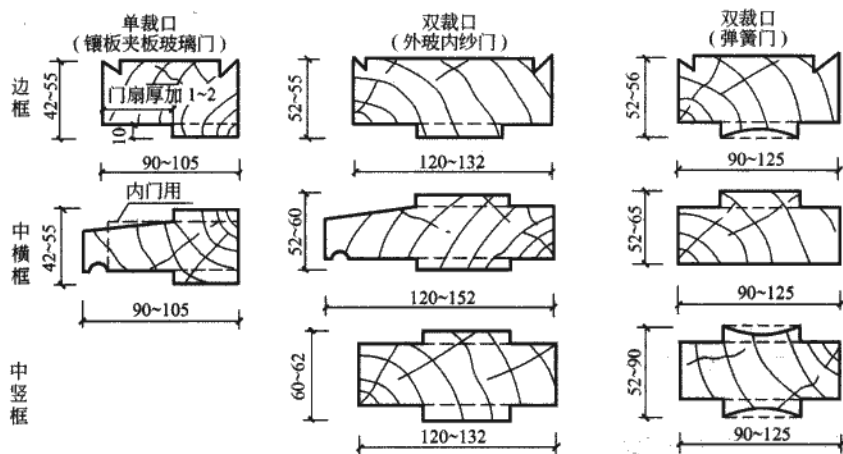 单裁口
（镶板夹板玻璃门）
双裁口
（外玻内纱门）
双裁口
（弹簧门）
边框
42~55
门扇厚加 1~2
10
90~105
52~55
120~132
52~56
90~125
中横框
42~55
内门用
90~105
52~60
120~152
52~65
90~125
中竖框
60~62
120~132
52~90
90~125